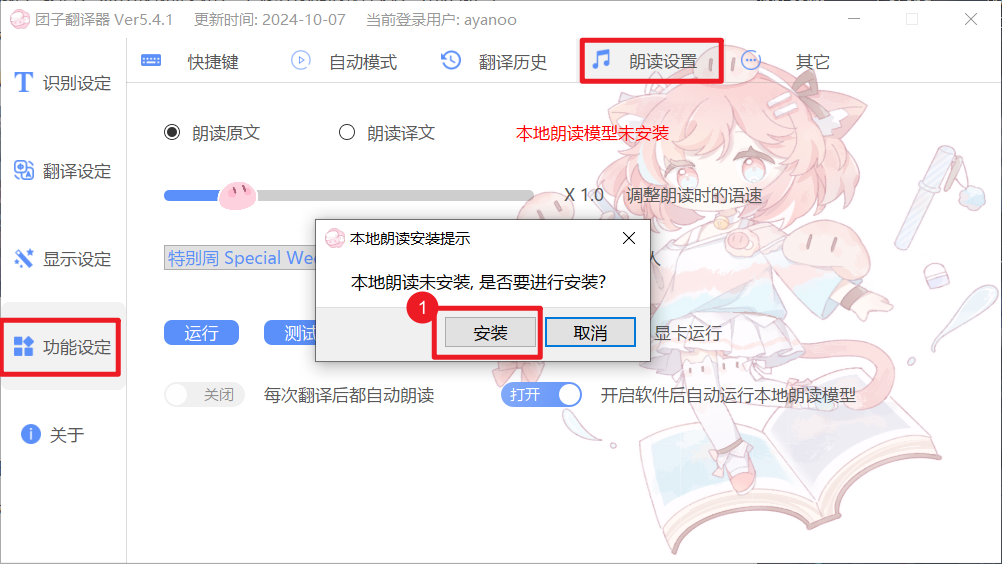 团子翻译器 Ver5.4.1 更新时间: 2024-10-07 当前登录用户: ayanoo
识别设定
翻译设定
显示设定
功能设定
关于
快捷键 自动模式 翻译历史 朗读设置 其它
朗读原文 朗读译文 本地朗读模型未安装
X 1.0 调整朗读时的语速
特别周 Special Wee
人
本地朗读安装提示
本地朗读未安装, 是否要进行安装?
1
安装 取消
运行 测试 显卡运行
关闭 每次翻译后都自动朗读 打开 开启软件后自动运行本地朗读模型